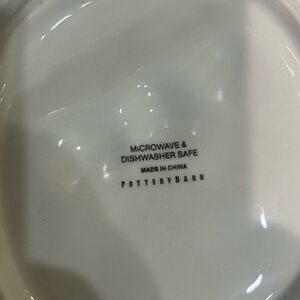 MICROWAVE &
DISHWASHER SAFE
MADE IN CHINA
POTTERYBARN